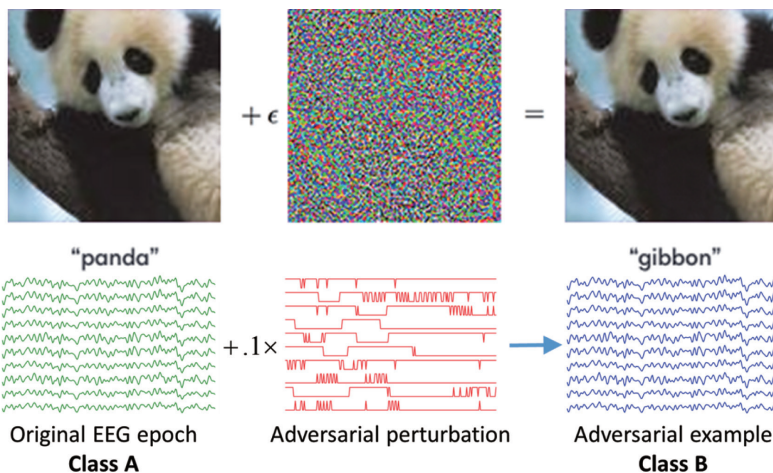 + ϵ =
“panda” “gibbon”
+.1×
Original EEG epoch Adversarial perturbation Adversarial example
Class A Class B